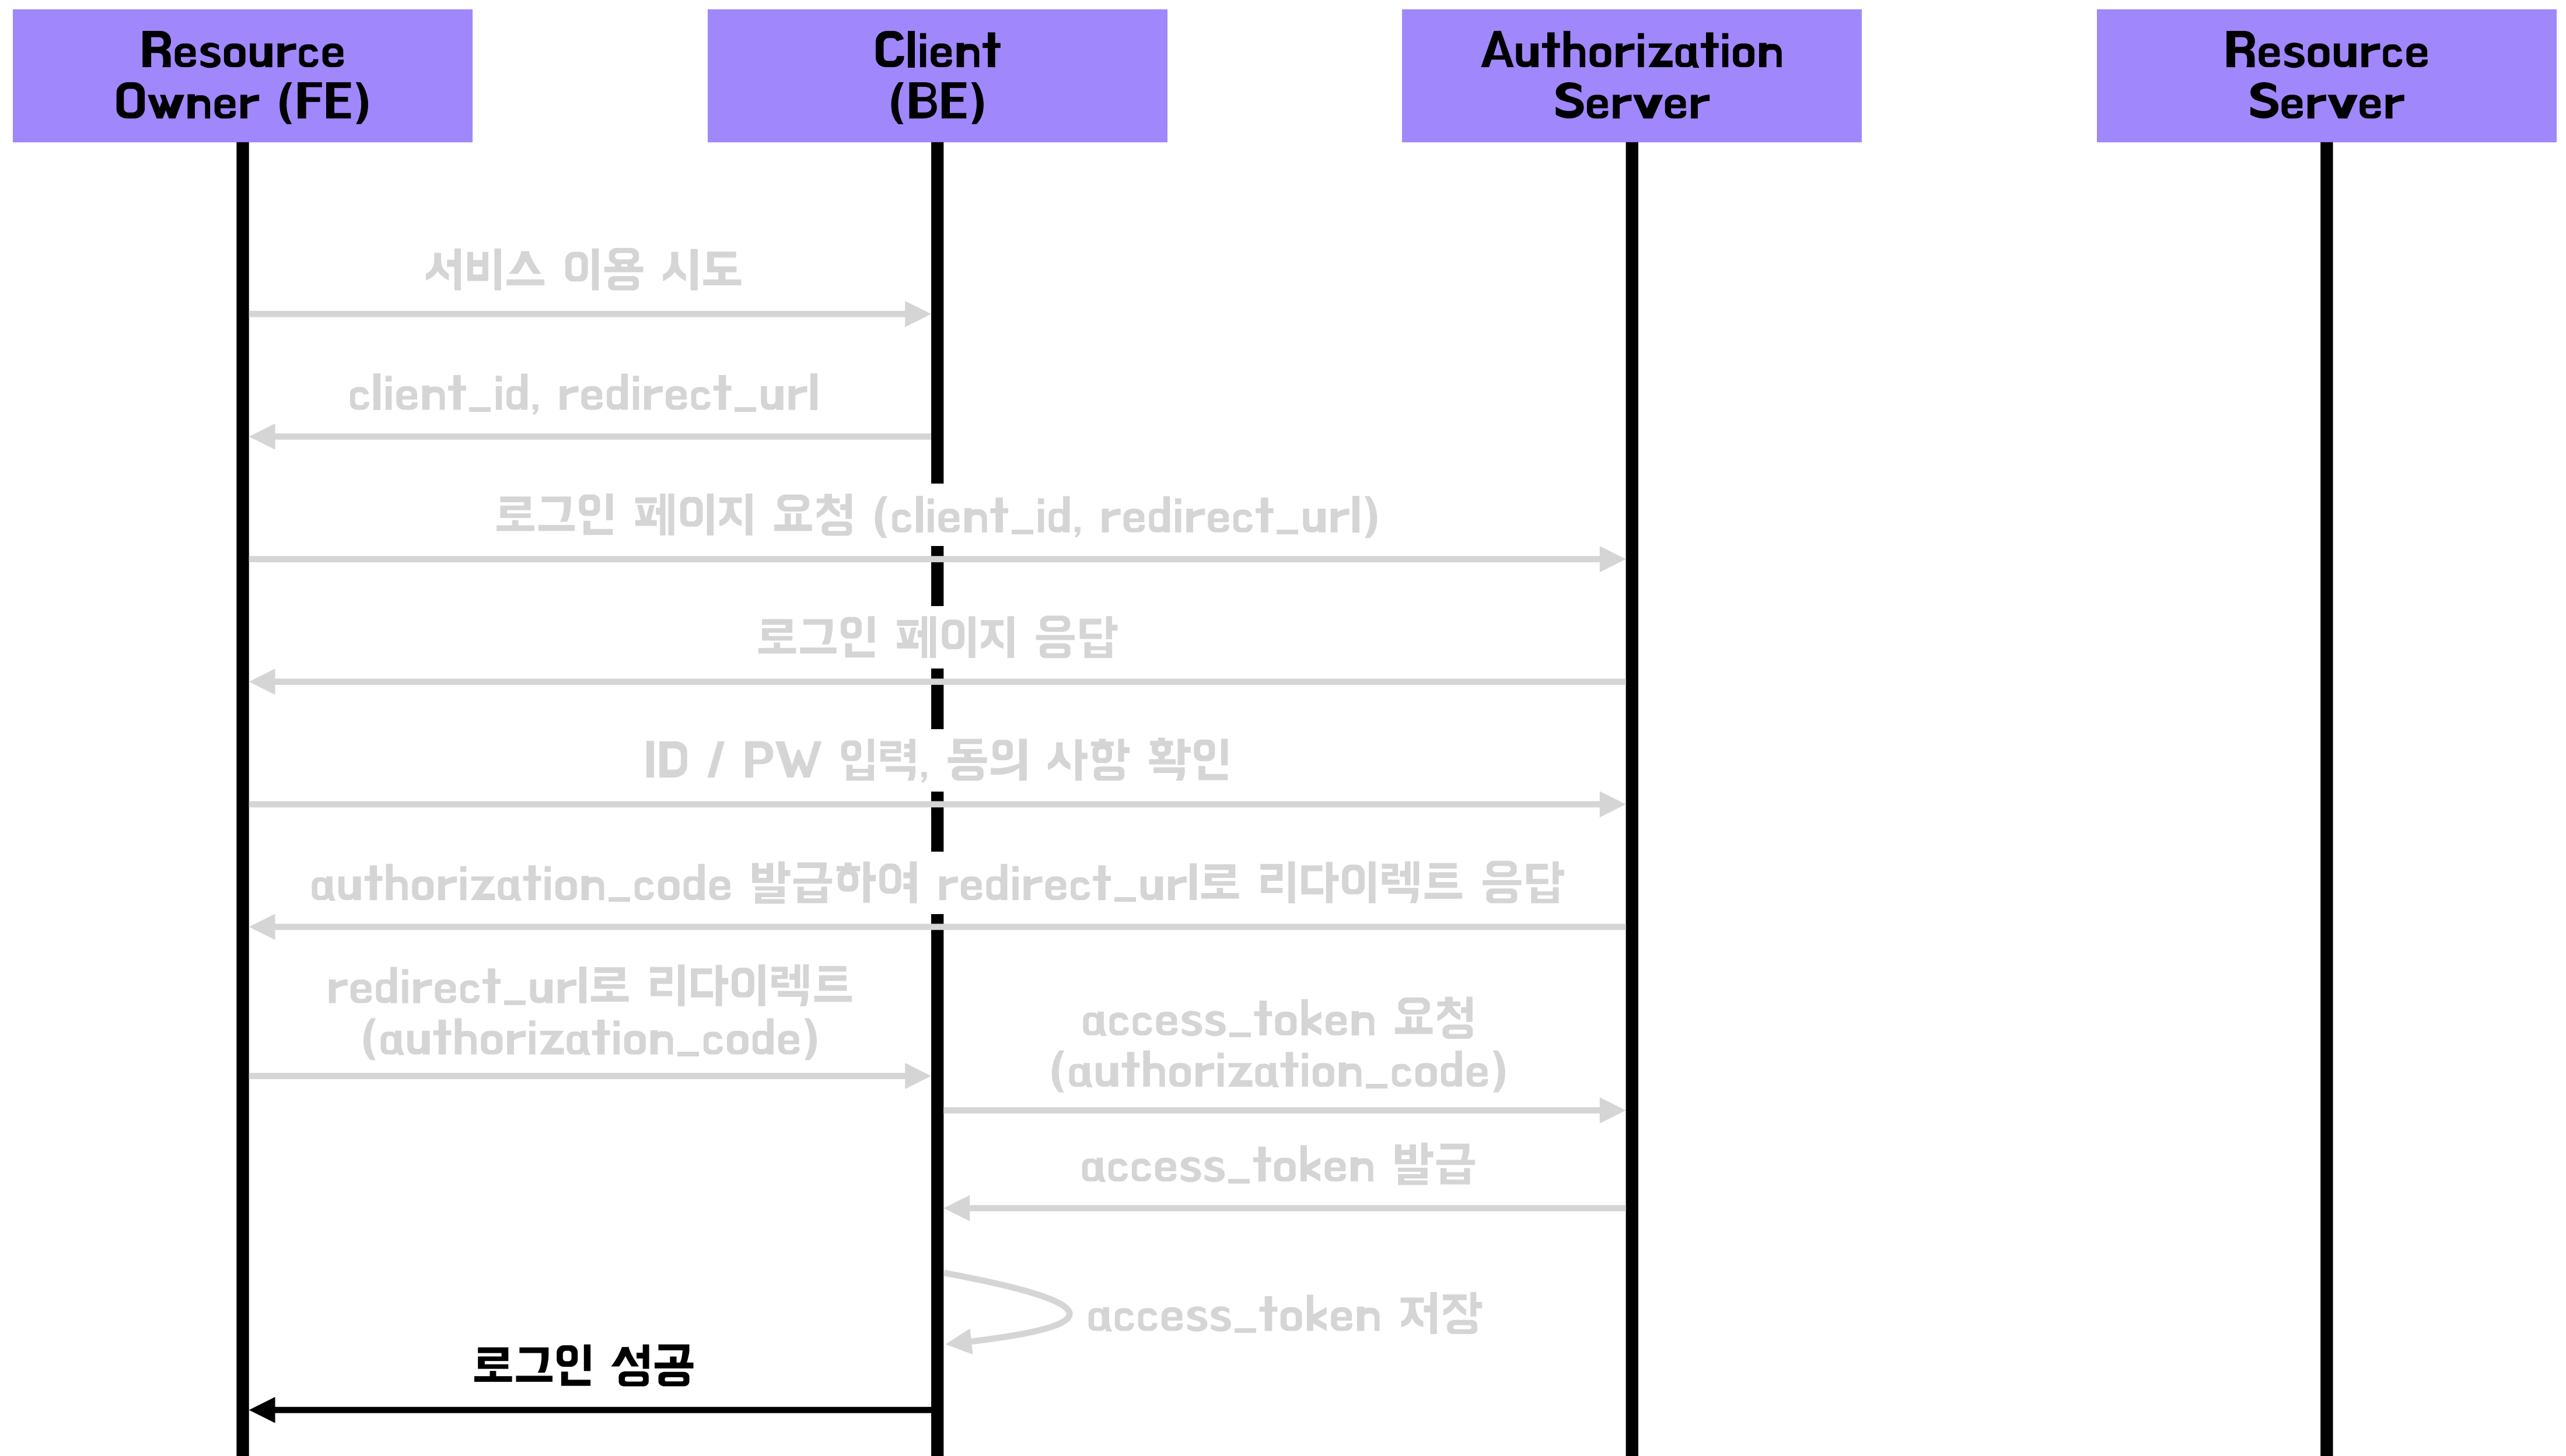 Resource
Owner (FE)
Client
(BE)
Authorization
Server
Resource
Server
서비스 이용 시도
client_id, redirect_url
로그인 페이지 요청 (client_id, redirect_url)
로그인 페이지 응답
ID / PW 입력, 동의 사항 확인
authorization_code 발급하여 redirect_url로 리다이렉트 응답
redirect_url로 리다이렉트
(authorization_code)
access_token 요청
(authorization_code)
access_token 발급
access_token 저장
로그인 성공